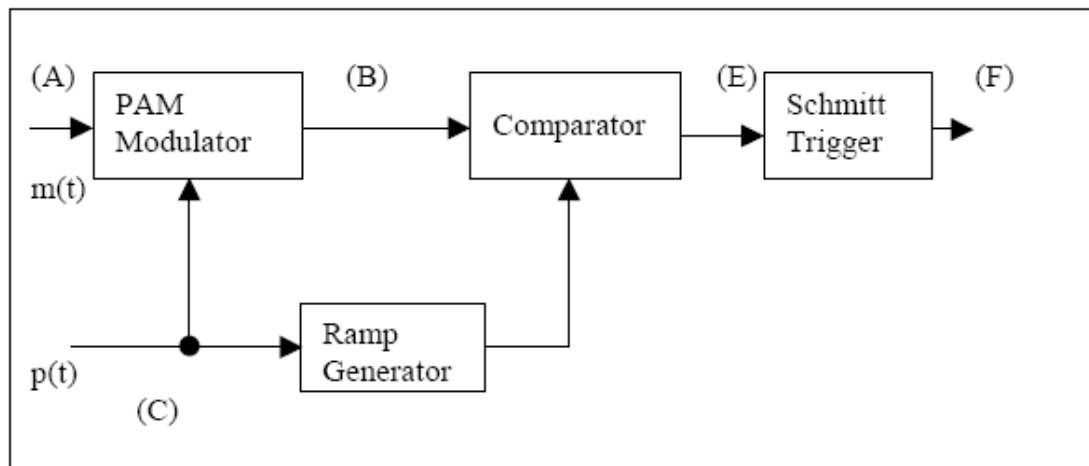 (A)
PAM
Modulator
(B)
Comparator
(E)
Schmitt
Trigger
(F)
m(t)
p(t)
(C)
Ramp
Generator